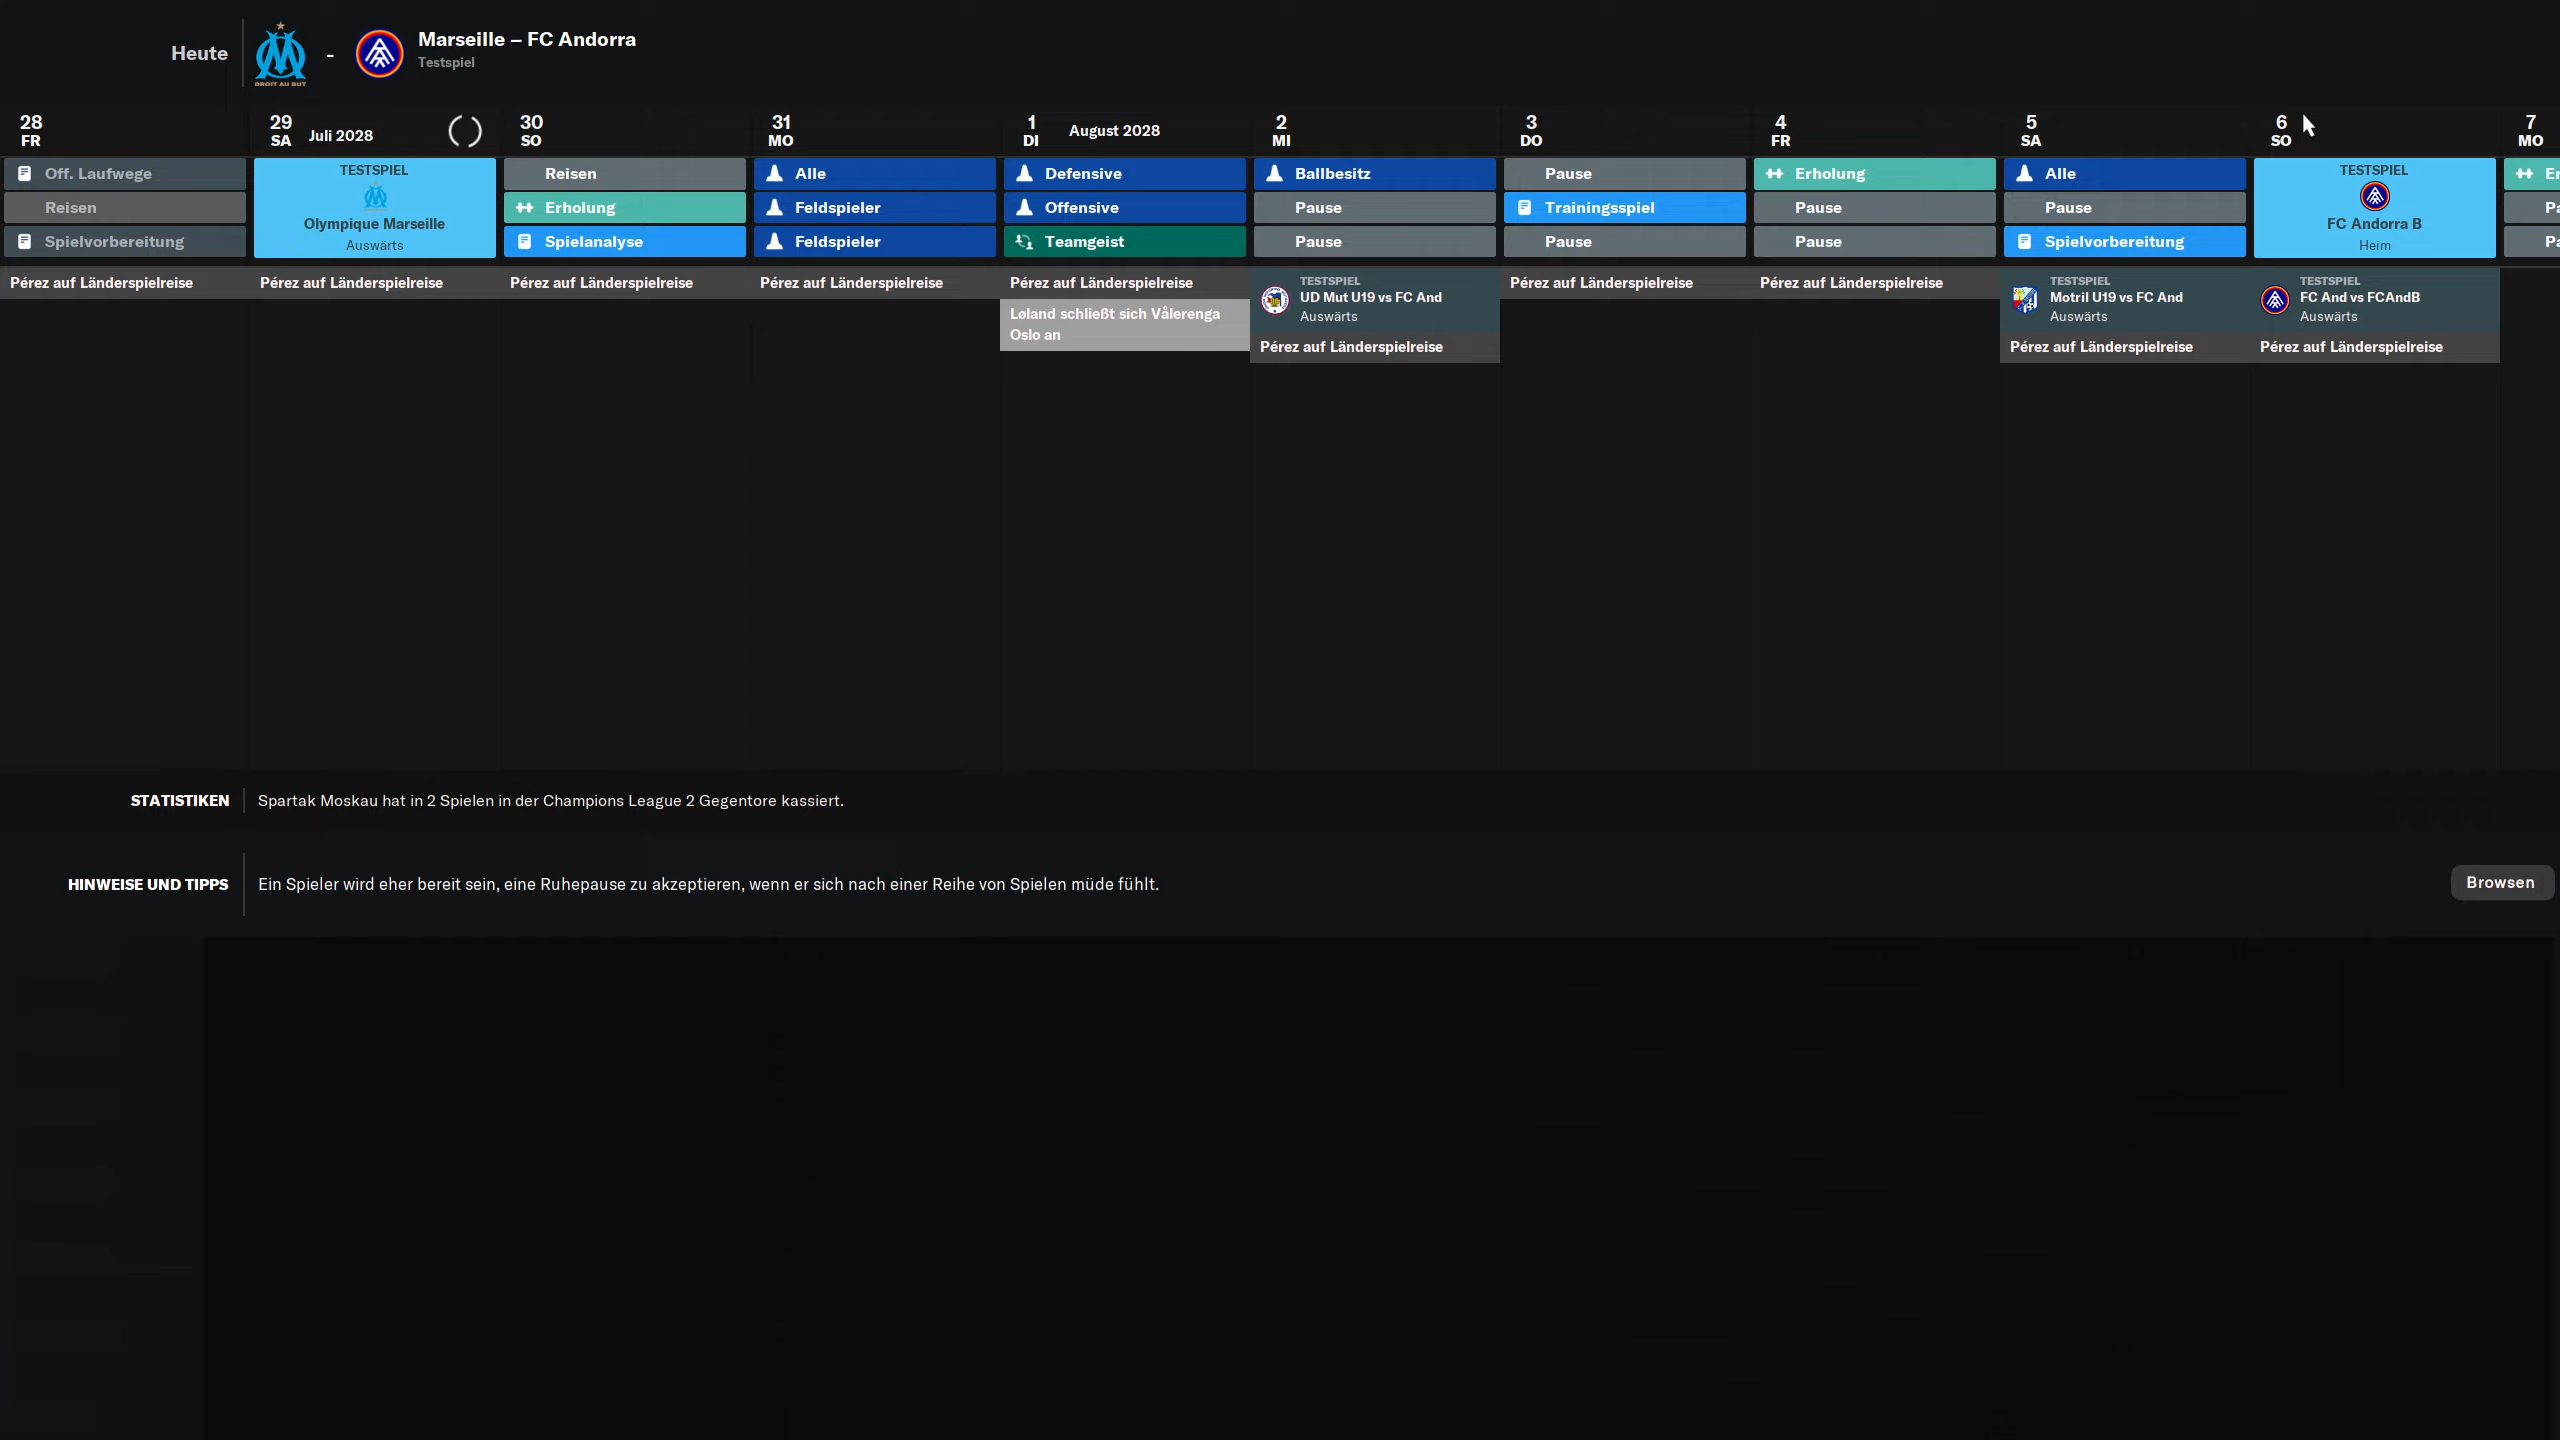 Heute
DROIT AU BUT
-
Marseille – FC Andorra
Testspiel
28
FR
29
SA
Juli 2028
30
SO
31
MO
1
DI
August 2028
2
MI
3
DO
4
FR
5
SA
6
SO
7
MO
Off. Laufwege
Reisen
Spielvorbereitung
TESTSPIEL
Olympique Marseille
Auswärts
Reisen
Erholung
Spielanalyse
Alle
Feldspieler
Feldspieler
Defensive
Offensive
Teamgeist
Ballbesitz
Pause
Pause
Pause
Trainingsspiel
Pause
Erholung
Pause
Pause
Alle
Pause
Spielvorbereitung
TESTSPIEL
FC Andorra B
Heim
Er
Pa
Pa
Pérez auf Länderspielreise
Pérez auf Länderspielreise
Pérez auf Länderspielreise
Pérez auf Länderspielreise
Pérez auf Länderspielreise
Løland schließt sich Vålerenga
Oslo an
TESTSPIEL
UD Mut U19 vs FC And
Auswärts
Pérez auf Länderspielreise
Pérez auf Länderspielreise
Pérez auf Länderspielreise
TESTSPIEL
Motril U19 vs FC And
Auswärts
Pérez auf Länderspielreise
TESTSPIEL
FC And vs FCAndB
Auswärts
Pérez auf Länderspielreise
STATISTIKEN
Spartak Moskau hat in 2 Spielen in der Champions League 2 Gegentore kassiert.
HINWEISE UND TIPPS
Ein Spieler wird eher bereit sein, eine Ruhepause zu akzeptieren, wenn er sich nach einer Reihe von Spielen müde fühlt.
Browsen